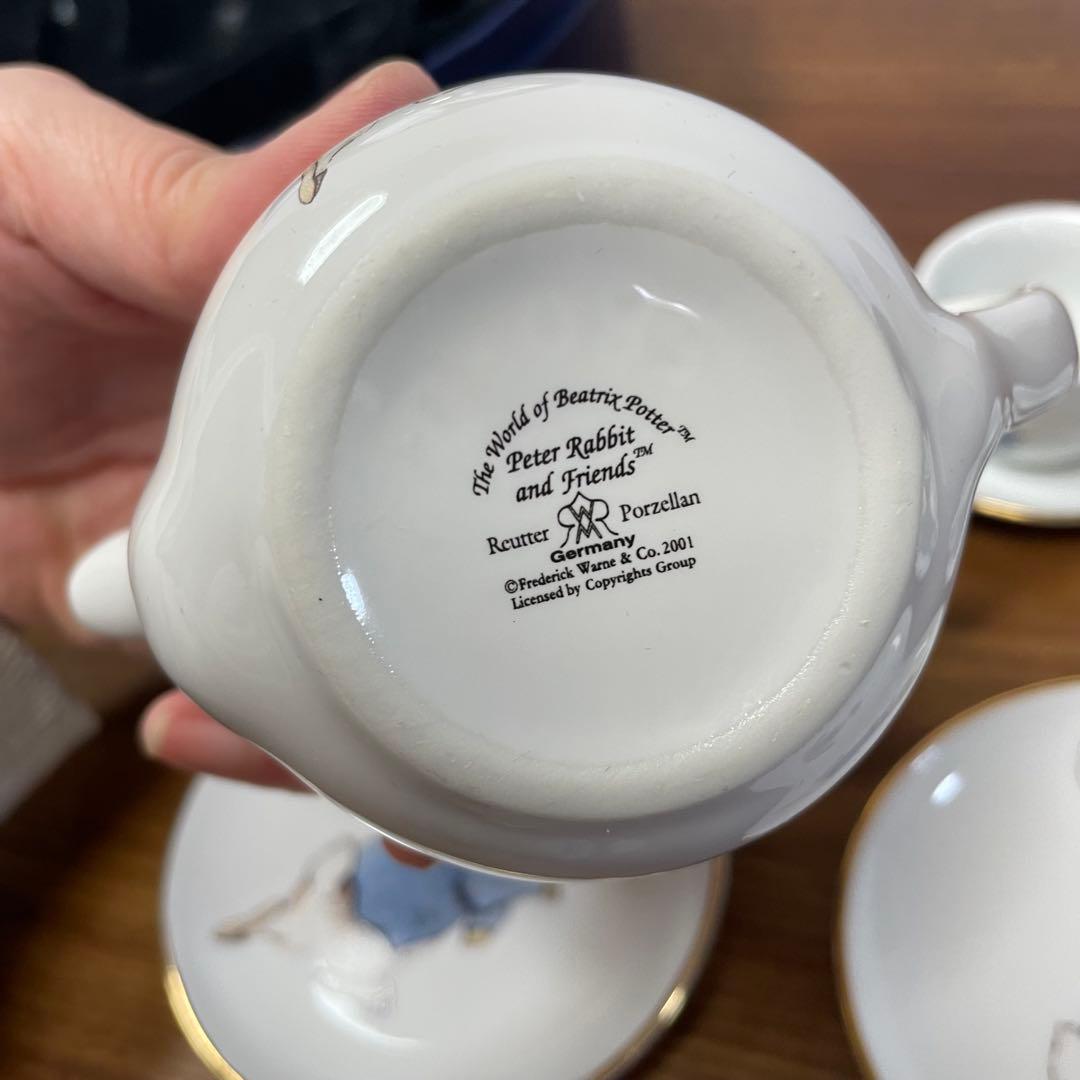 The World of Beatrix Potter™
Peter Rabbit
and Friends™
Reutter Porzellan
Germany
©Frederick Warne & Co. 2001
Licensed by Copyrights Group